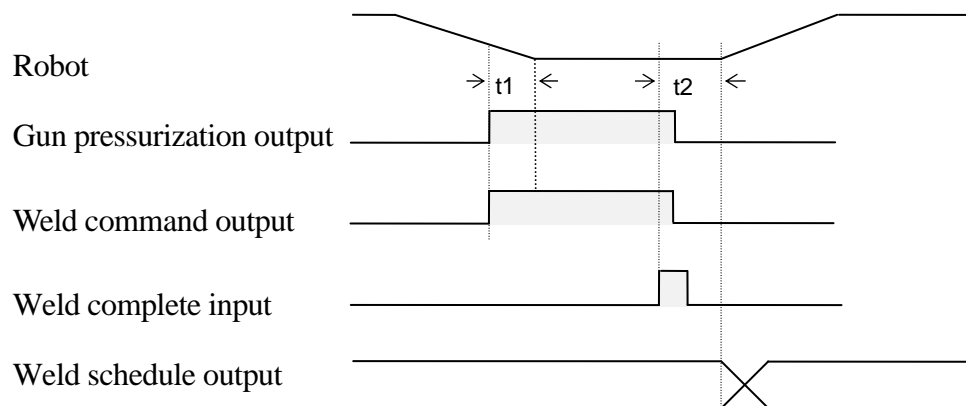 Robot
t1
t2
Gun pressurization output
Weld command output
Weld complete input
Weld schedule output